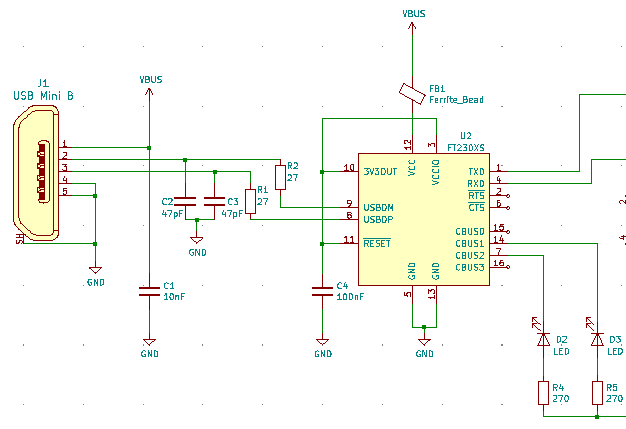 VBUS
J1
USB Mini B
VBUS
FB1
Ferrite_Bead
U2
FT230XS
1
2
3
4
5
SH
GND
C2
47pF
C3
47pF
GND
R1
27
R2
27
C1
10nF
GND
12
3
VCC
VCCIO
10
3V3OUT
9
USBDM
8
USBDP
11
RESET
TXD
1
RXD
4
RTS
2
CTS
6
CBUS0
15
CBUS1
14
CBUS2
7
CBUS3
16
GND
GND
5
13
GND
C4
100nF
GND
D2
LED
D3
LED
R4
270
R5
270
2.
.4